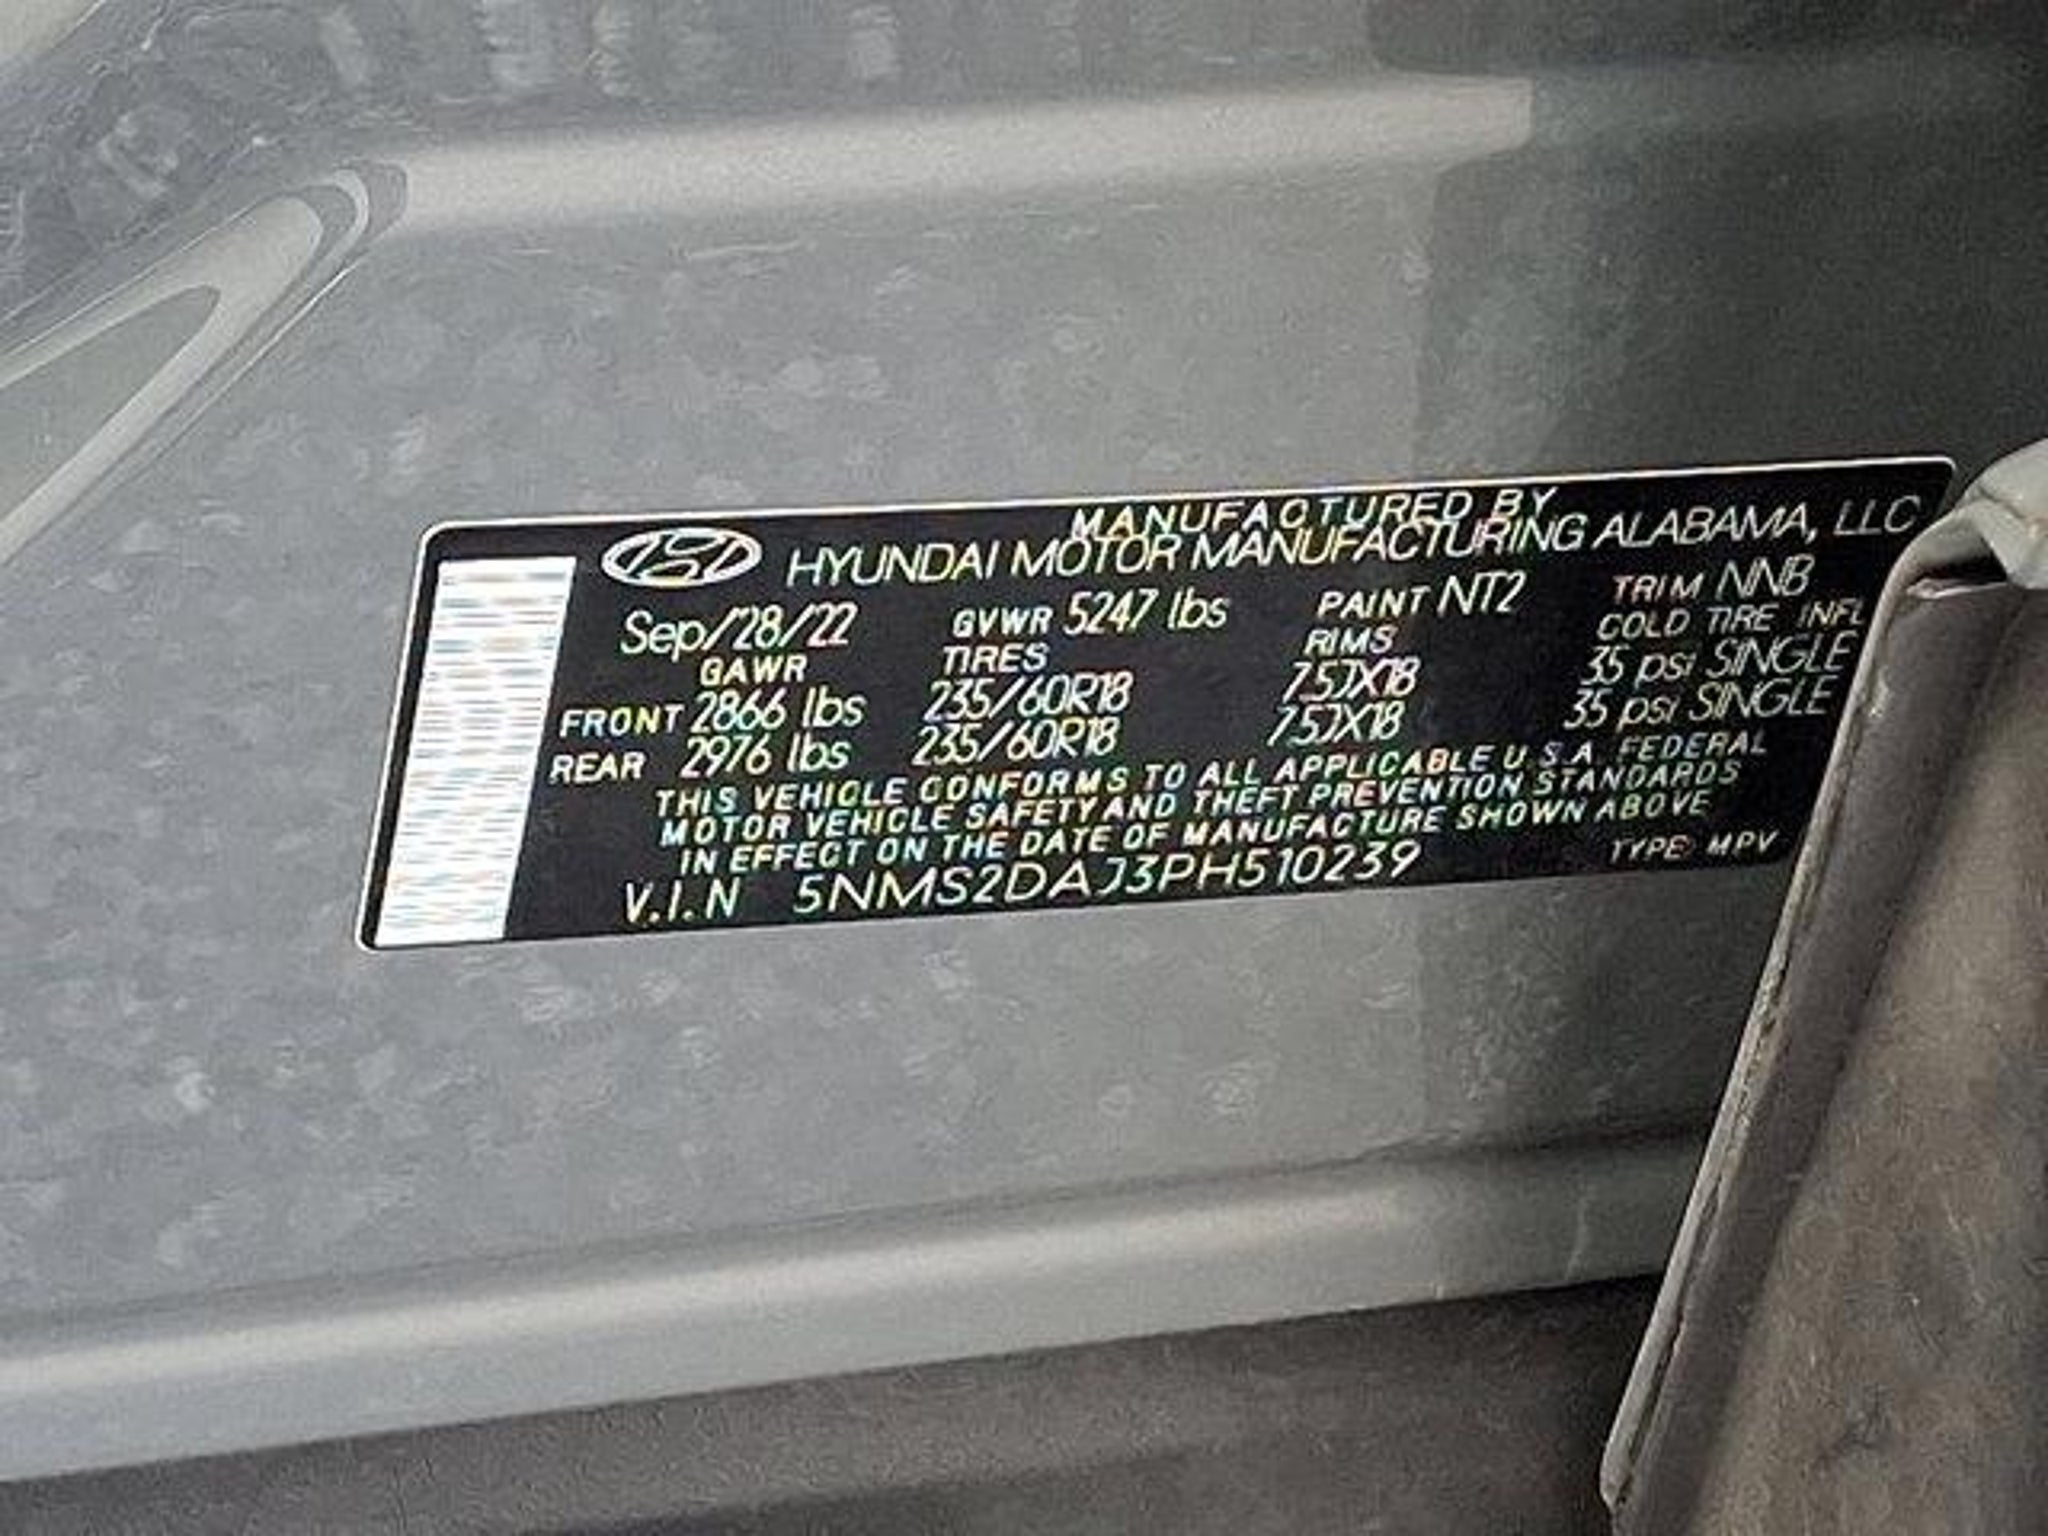 MANUFACTURED BY
HYUNDAI MOTOR MANUFACTURING ALABAMA, LLC
Sep/28/22 GVWR 5247 lbs PAINT NT2 TRIM NNB
GAWR TIRES RIMS COLD TIRE INFL
FRONT 2866 lbs 235/60R18 7.5JX18 35 psi SINGLE
REAR 2976 lbs 235/60R18 7.5JX18 35 psi SINGLE
THIS VEHICLE CONFORMS TO ALL APPLICABLE U.S.A. FEDERAL
MOTOR VEHICLE SAFETY AND THEFT PREVENTION STANDARDS
IN EFFECT ON THE DATE OF MANUFACTURE SHOWN ABOVE
V.I.N 5NMS2DAJ3PH510239 TYPE MPV